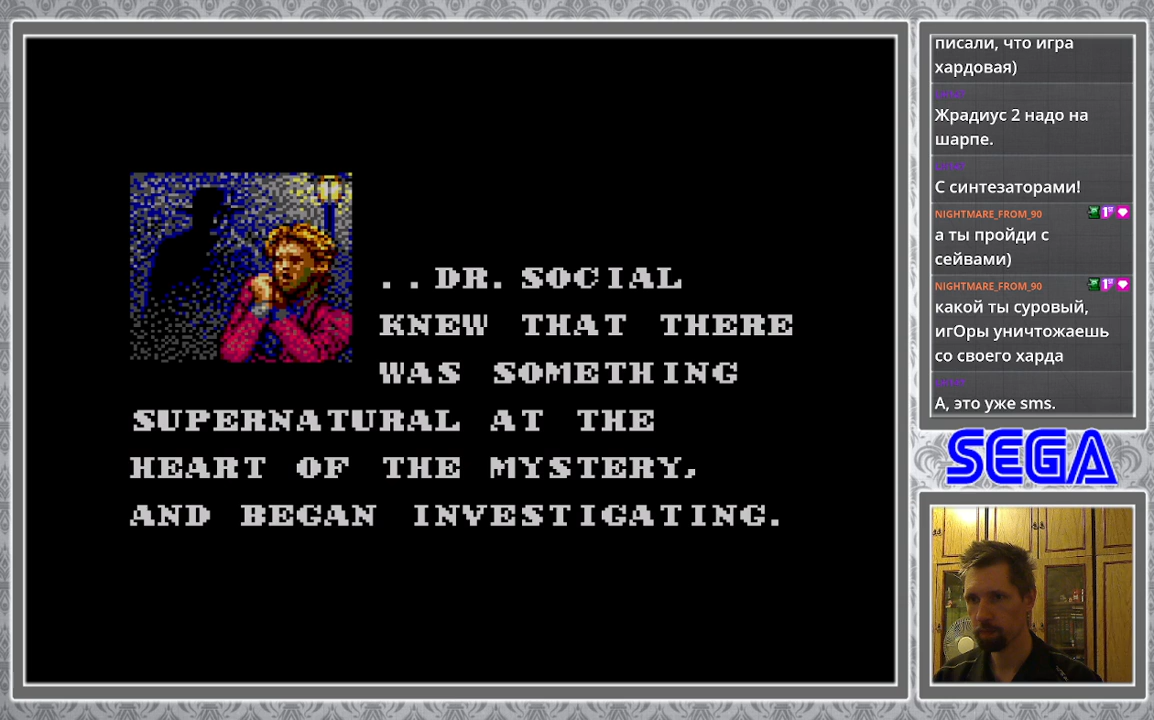 ..DR. SOCIAL
KNEW THAT THERE
WAS SOMETHING
SUPERNATURAL AT THE
HEART OF THE MYSTERY,
AND BEGAN INVESTIGATING.
писали, что игра
хардовая)
Жрадиус 2 надо на
шарпе.
С синтезаторами!
NIGHTMARE_FROM_90
а ты пройди с
сейвами)
NIGHTMARE_FROM_90
какой ты суровый,
игОры уничтожаешь
со своего харда
А, это уже sms.
SEGA